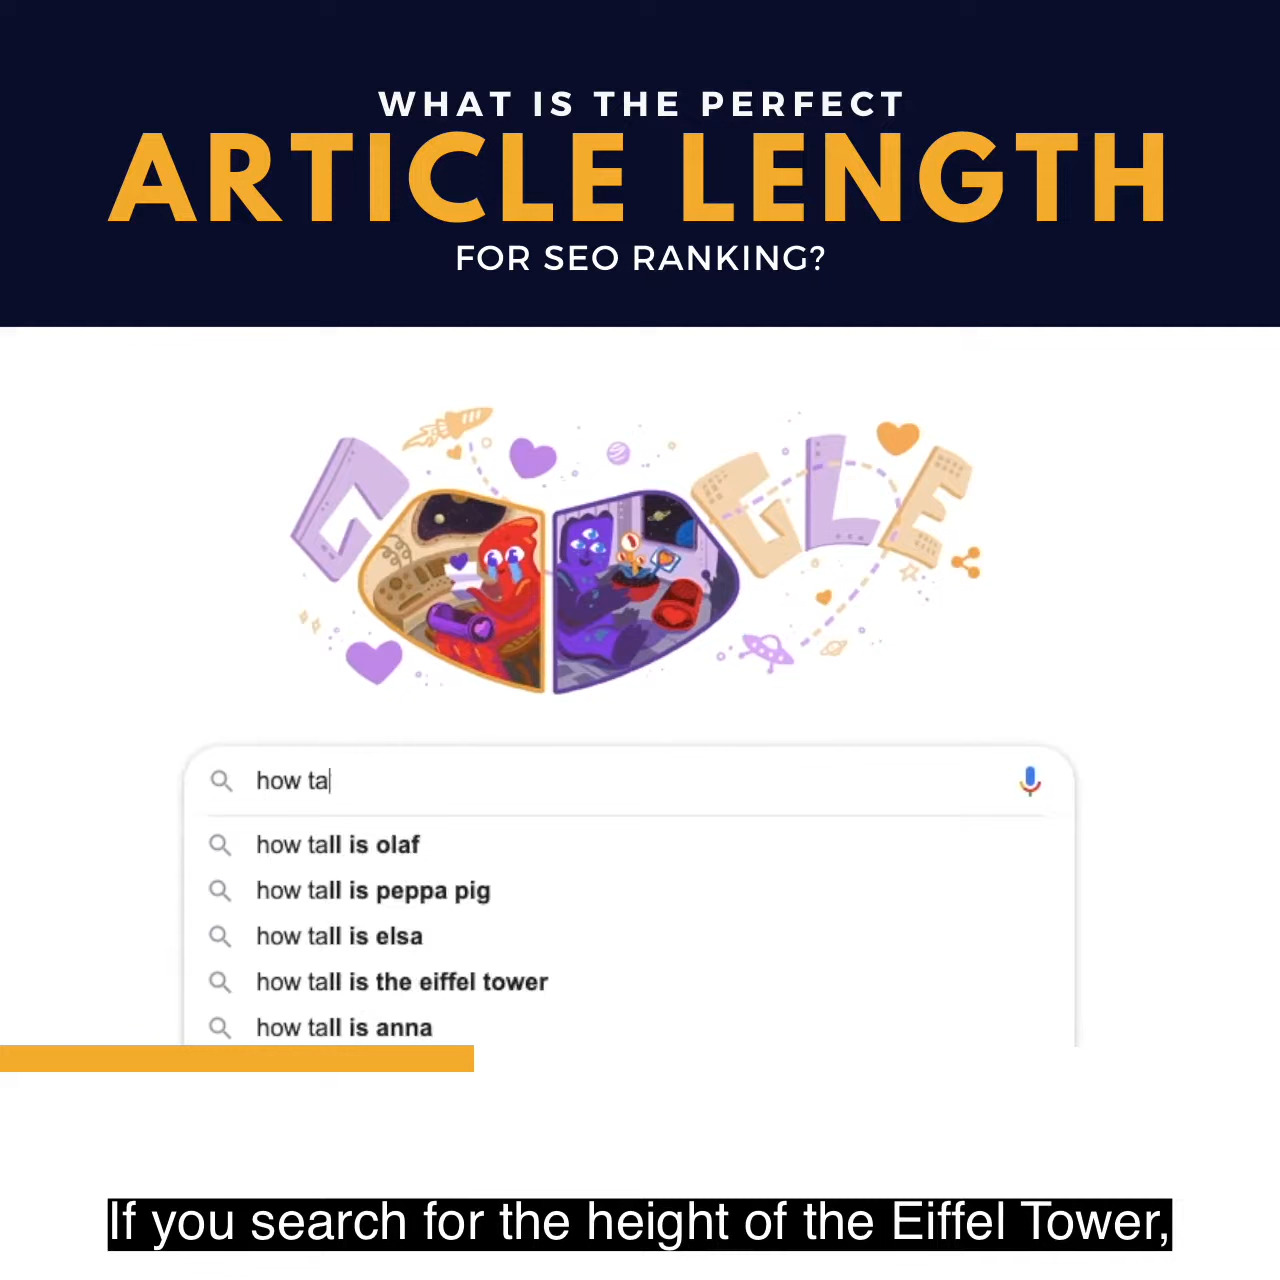 WHAT IS THE PERFECT
ARTICLE LENGTH
FOR SEO RANKING?
G GLE
how ta
how tall is olaf
how tall is peppa pig
how tall is elsa
how tall is the eiffel tower
how tall is anna
If you search for the height of the Eiffel Tower,